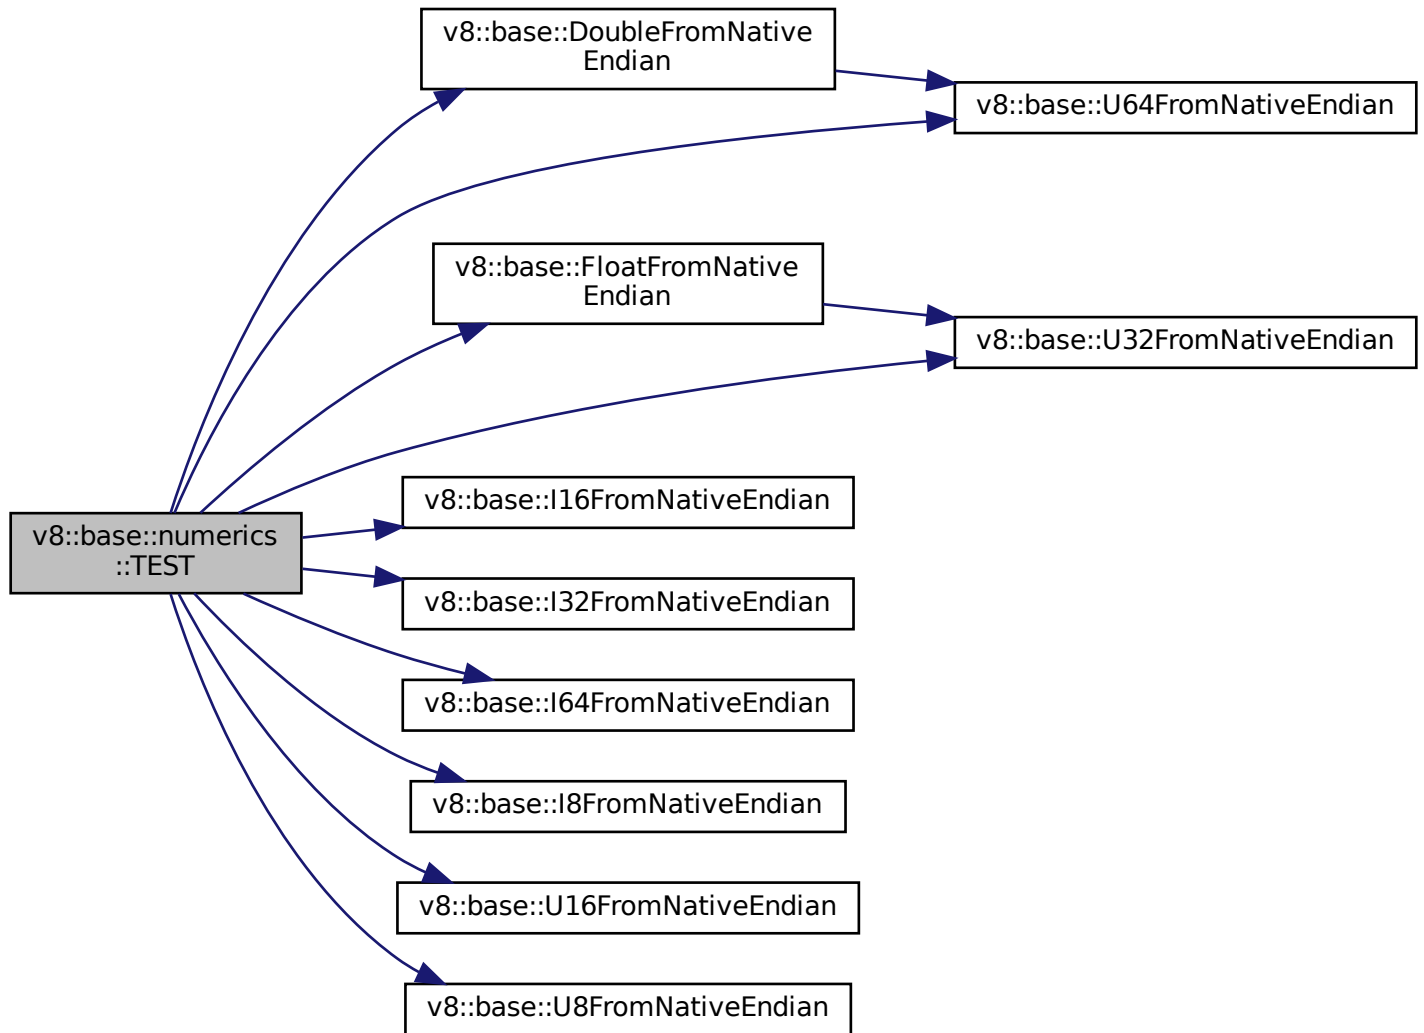 v8::base::DoubleFromNative
Endian
v8::base::U64FromNativeEndian
v8::base::FloatFromNative
Endian
v8::base::U32FromNativeEndian
v8::base::I16FromNativeEndian
v8::base::numerics
::TEST
v8::base::I32FromNativeEndian
v8::base::I64FromNativeEndian
v8::base::I8FromNativeEndian
v8::base::U16FromNativeEndian
v8::base::U8FromNativeEndian